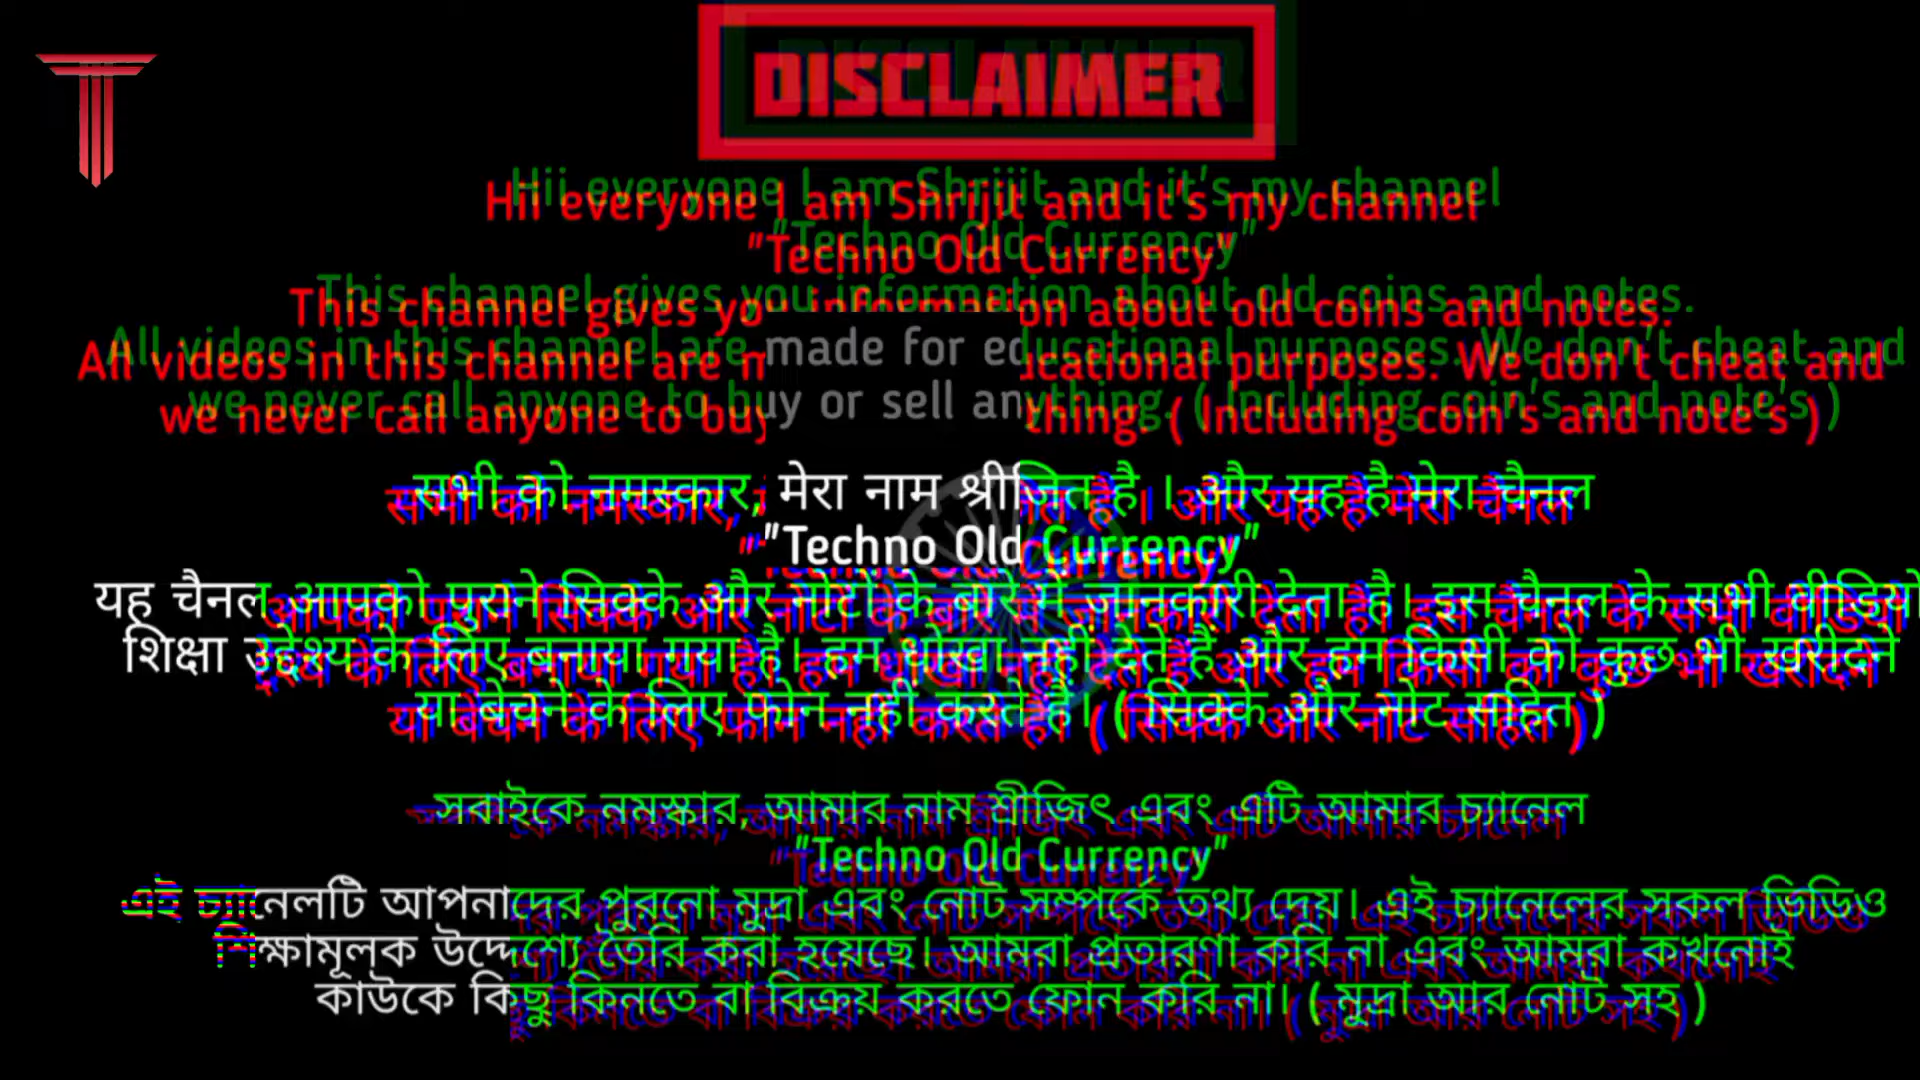 DISCLAIMER
Hii everyone I am Shrijit and it's my channel
"Techno Old Currency"
This channel gives you information about old coins and notes.
All videos in this channel are made for educational purposes. We don't cheat and
we never call anyone to buy or sell anything. ( Including coin's and note's )
सभी को नमस्कार, मेरा नाम श्रीजित है । और यह है मेरा चैनल
"Techno Old Currency"
यह चैनल आपको पुराने सिक्के और नोटों के बारे में जानकारी देता है। इस चैनल के सभी वीडियो
शिक्षा उद्देश्य के लिए बनाया गया है। हम धोखा नहीं देते हैं और हम किसी को कुछ भी खरीदने
या बेचने के लिए फोन नहीं करते है। ( सिक्के और नोट सहित )
সবাইকে নমস্কার, আমার নাম শ্রীজিৎ এবং এটি আমার চ্যানেল
"Techno Old Currency"
এই চ্যানেলটি আপনাদের পুরনো মুদ্রা এবং নোট সম্পর্কে তথ্য দেয়। এই চ্যানেলের সকল ভিডিও
শিক্ষামূলক উদ্দেশ্যে তৈরি করা হয়েছে। আমরা প্রতারণা করি না এবং আমরা কখনোই
কাউকে কিছু কিনতে বা বিক্রয় করতে ফোন করি না। ( মুদ্রা আর নোট সহ )